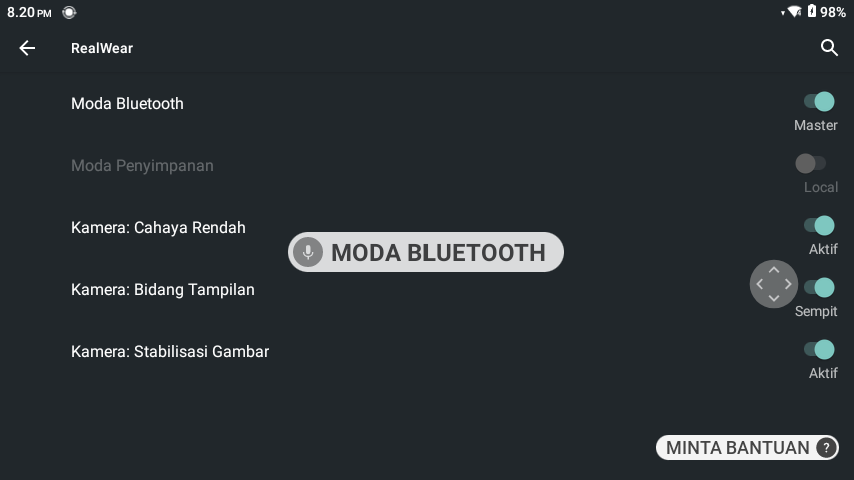 8.20 PM 98%
RealWear
Moda Bluetooth
Master
Moda Penyimpanan
Local
Kamera: Cahaya Rendah
Aktif
MODA BLUETOOTH
Kamera: Bidang Tampilan
Sempit
Kamera: Stabilisasi Gambar
Aktif
MINTA BANTUAN ?